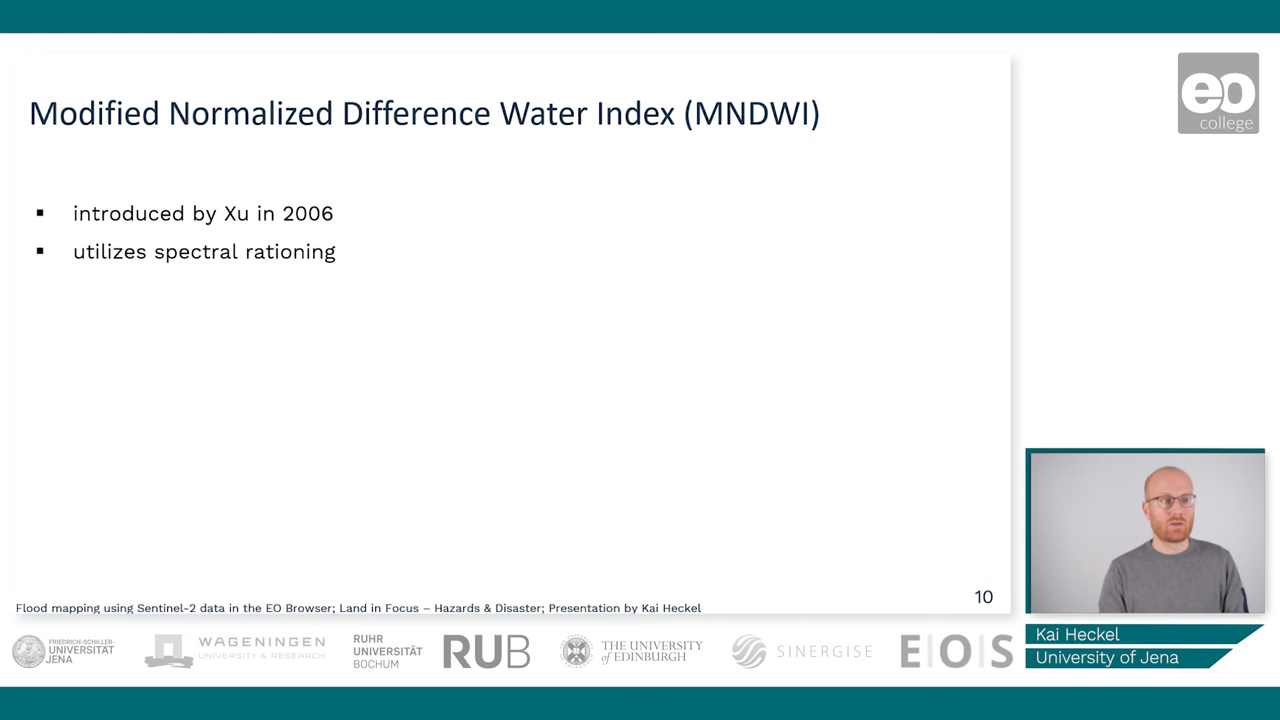 eo
college
Modified Normalized Difference Water Index (MNDWI)
▪ introduced by Xu in 2006
▪ utilizes spectral rationing
10
Flood mapping using Sentinel-2 data in the EO Browser; Land in Focus – Hazards & Disaster; Presentation by Kai Heckel
Kai Heckel
University of Jena
FRIEDRICH-SCHILLER-
UNIVERSITÄT
JENA
WAGENINGEN
UNIVERSITY & RESEARCH
RUHR
UNIVERSITÄT
BOCHUM
RUB
THE UNIVERSITY
of EDINBURGH
SINERGISE
E|O|S